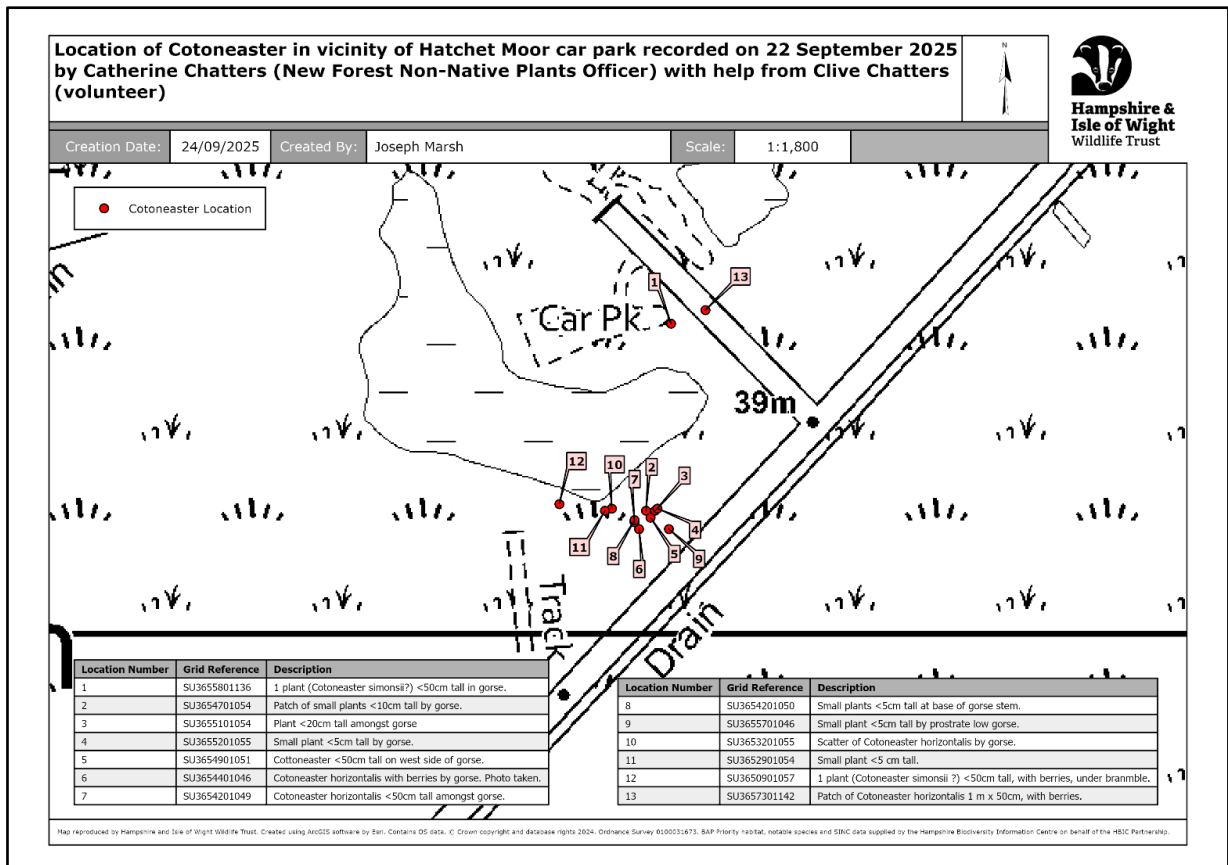 Location of Cotoneaster in vicinity of Hatchet Moor car park recorded on 22 September 2025
by Catherine Chatters (New Forest Non-Native Plants Officer) with help from Clive Chatters
(volunteer)
N
Hampshire &
Isle of Wight
Wildlife Trust
Creation Date: 24/09/2025 Created By: Joseph Marsh Scale: 1:1,800
Cotoneaster Location
1
13
Car Pk
39m
12
10
7
2
3
11
8
6
5
4
9
Track
Drain
Location Number Grid Reference Description
1 SU3655801136 1 plant (Cotoneaster simonsii?) <50cm tall in gorse.
2 SU3654701054 Patch of small plants <10cm tall by gorse.
3 SU3655101054 Plant <20cm tall amongst gorse
4 SU3655201055 Small plant <5cm tall by gorse.
5 SU3654901051 Cottoneaster <50cm tall on west side of gorse.
6 SU3654401046 Cotoneaster horizontalis with berries by gorse. Photo taken.
7 SU3654201049 Cotoneaster horizontalis <50cm tall amongst gorse.
Location Number Grid Reference Description
8 SU3654201050 Small plants <5cm tall at base of gorse stem.
9 SU3655701046 Small plant <5cm tall by prostrate low gorse.
10 SU3653201055 Scatter of Cotoneaster horizontalis by gorse.
11 SU3652901054 Small plant <5 cm tall.
12 SU3650901057 1 plant (Cotoneaster simonsii ?) <50cm tall, with berries, under branmble.
13 SU3657301142 Patch of Cotoneaster horizontalis 1 m x 50cm, with berries.
Map reproduced by Hampshire and Isle of Wight Wildlife Trust. Created using ArcGIS software by Esri. Contains OS data. © Crown copyright and database rights 2024. Ordnance Survey 0100031673. BAP Priority habitat, notable species and SINC data supplied by the Hampshire Biodiversity Information Centre on behalf of the HBIC Partnership.